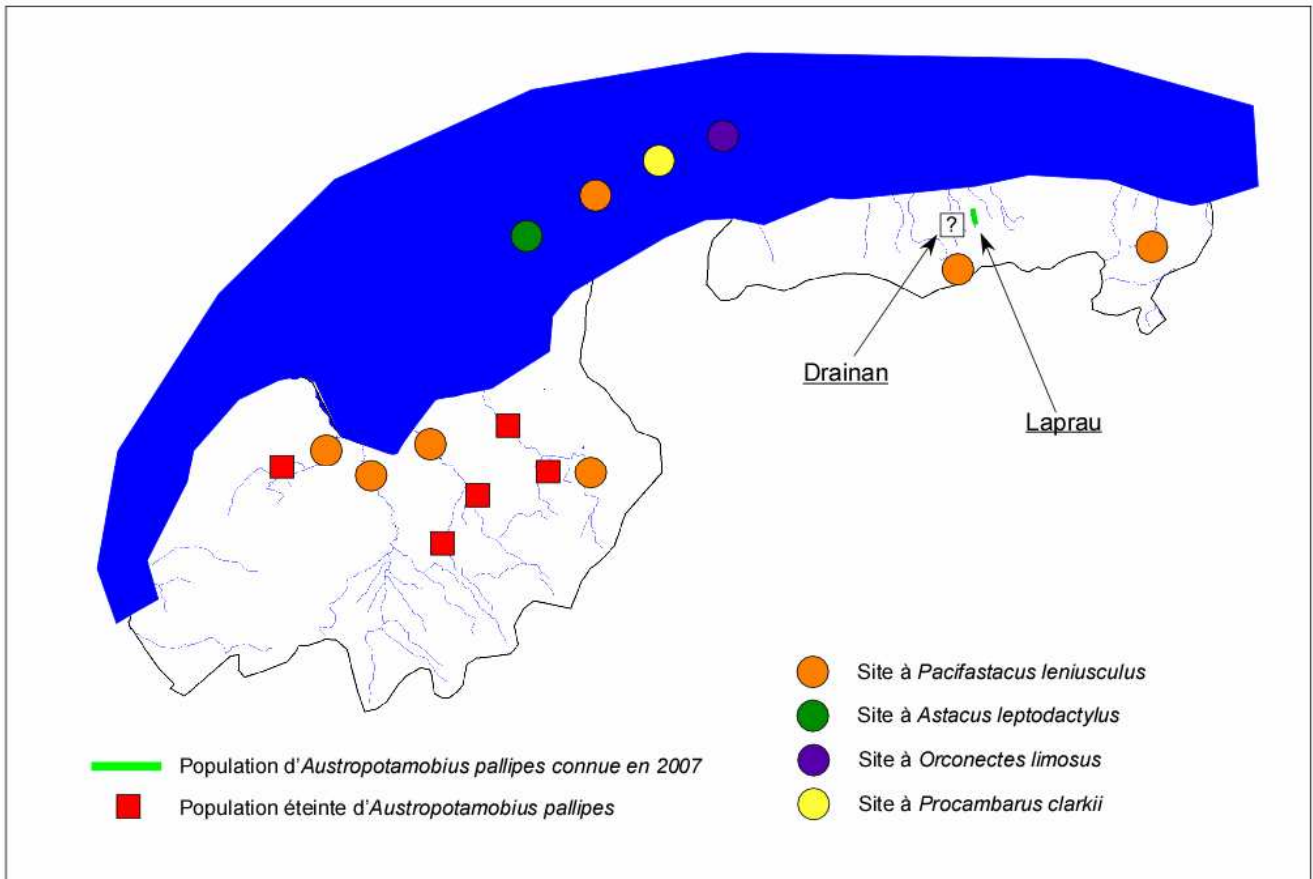 ?
Drainan
Laprau
Site à Pacifastacus leniusculus
Site à Astacus leptodactylus
Site à Orconectes limosus
Site à Procambarus clarkii
Population d'Austropotamobius pallipes connue en 2007
Population éteinte d'Austropotamobius pallipes